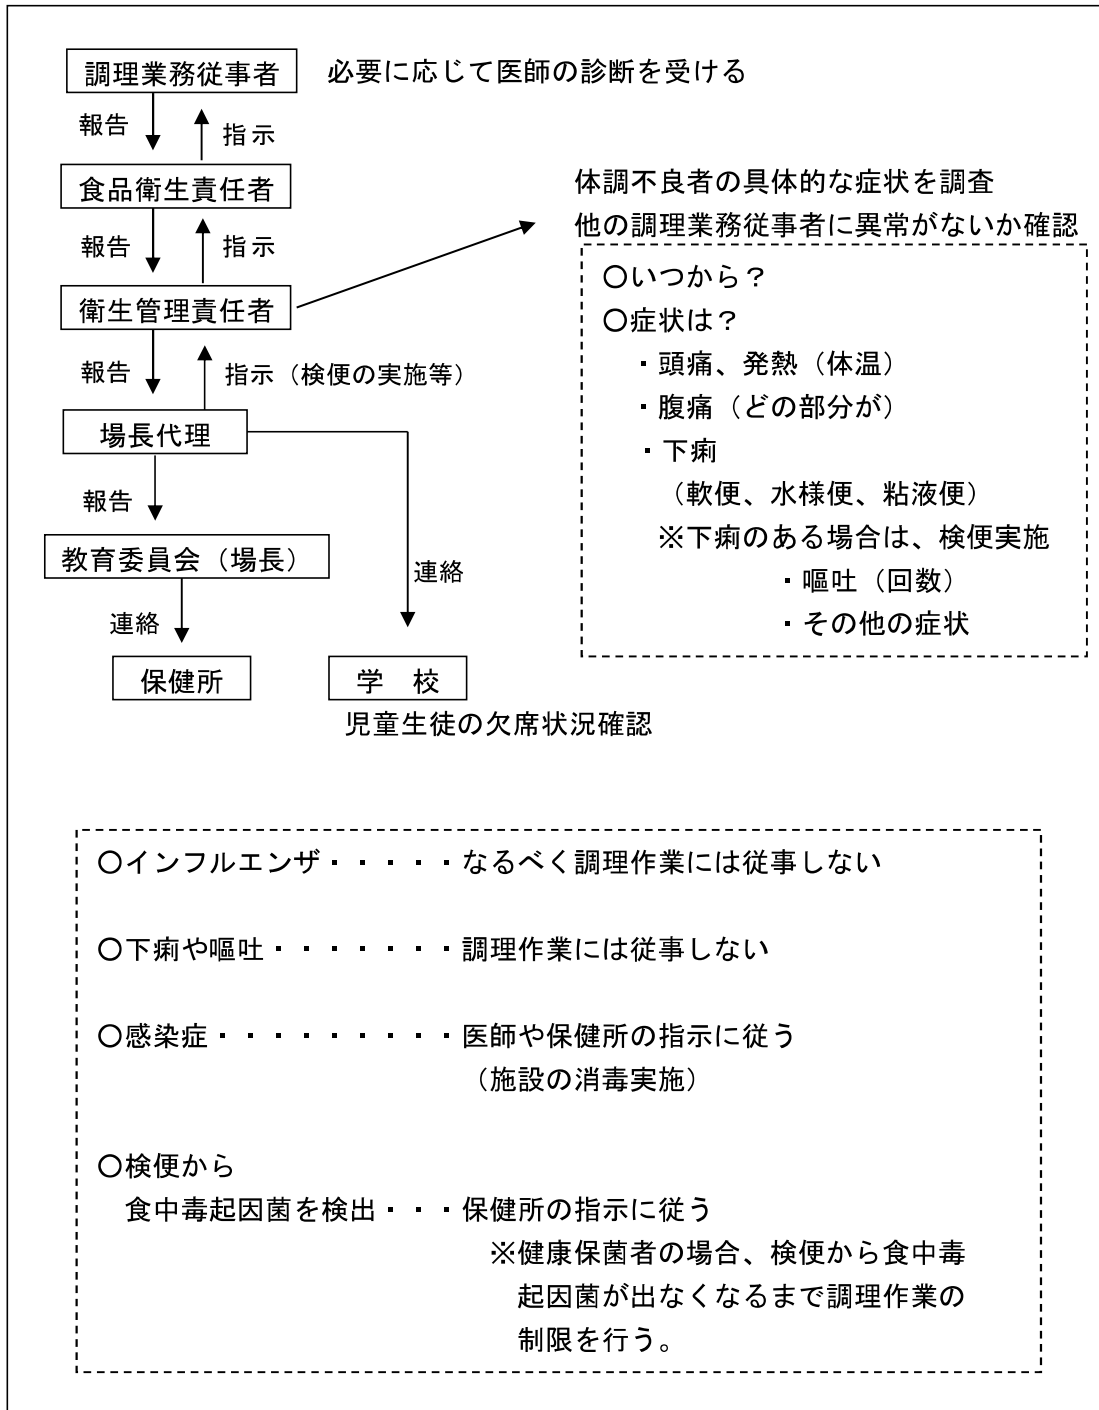 調理業務従事者　必要に応じて医師の診断を受ける
報告　指示
食品衛生責任者
体調不良者の具体的な症状を調査
他の調理業務従事者に異常がないか確認
報告　指示
衛生管理責任者
報告　指示（検便の実施等）
場長代理
報告
教育委員会（場長）
連絡
連絡
保健所　学　校
児童生徒の欠席状況確認
○いつから？
○症状は？
・頭痛、発熱（体温）
・腹痛（どの部分が）
・下痢
（軟便、水様便、粘液便）
※下痢のある場合は、検便実施
・嘔吐（回数）
・その他の症状
○インフルエンザ・・・・・なるべく調理作業には従事しない
○下痢や嘔吐・・・・・・・調理作業には従事しない
○感染症・・・・・・・・・医師や保健所の指示に従う
（施設の消毒実施）
○検便から
食中毒起因菌を検出・・・保健所の指示に従う
※健康保菌者の場合、検便から食中毒
起因菌が出なくなるまで調理作業の
制限を行う。